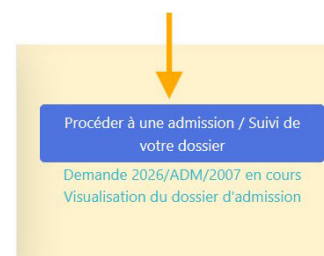 Procéder à une admission / Suivi de
votre dossier
Demande 2026/ADM/2007 en cours
Visualisation du dossier d'admission